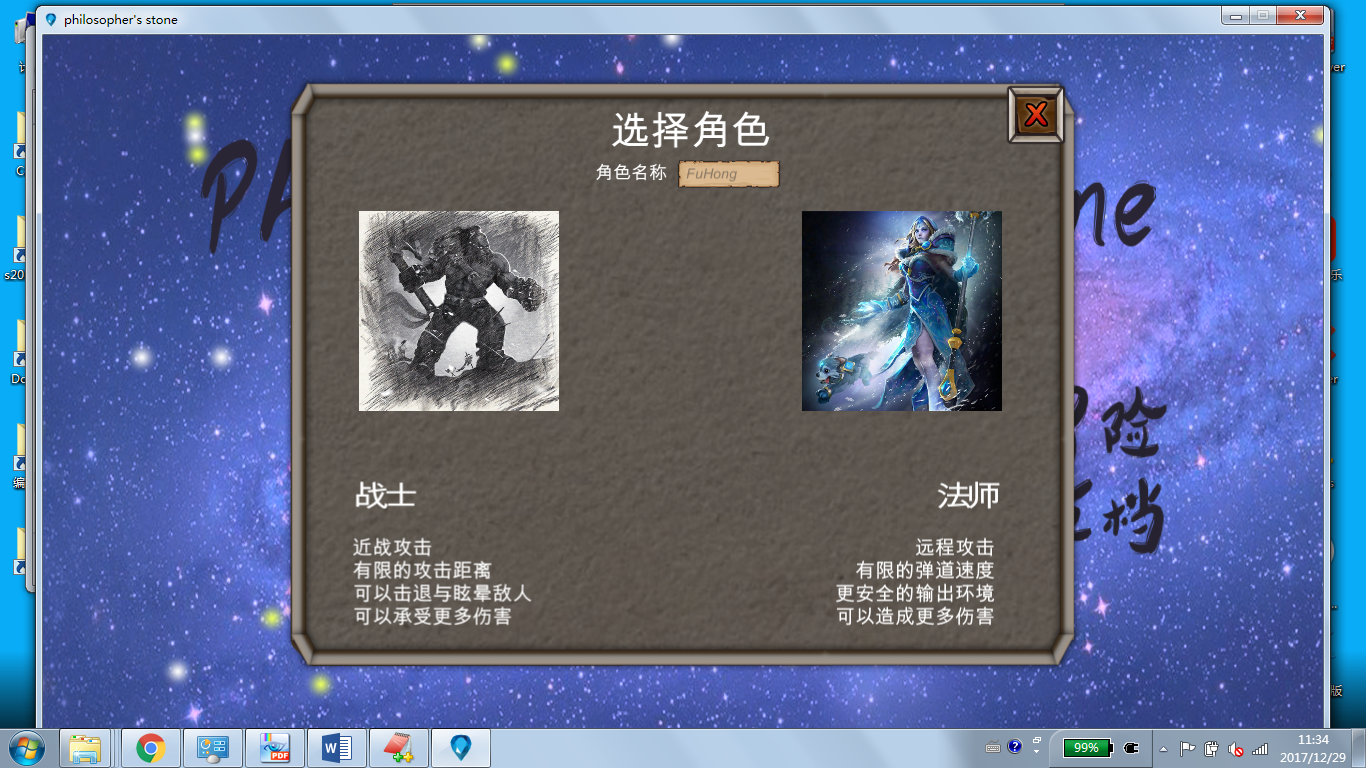 philosopher's stone
选择角色
角色名称 FuHong
战士
近战攻击
有限的攻击距离
可以击退与眩晕敌人
可以承受更多伤害
法师
远程攻击
有限的弹道速度
更安全的输出环境
可以造成更多伤害
险
档
s20
99%
11:34
2017/12/29